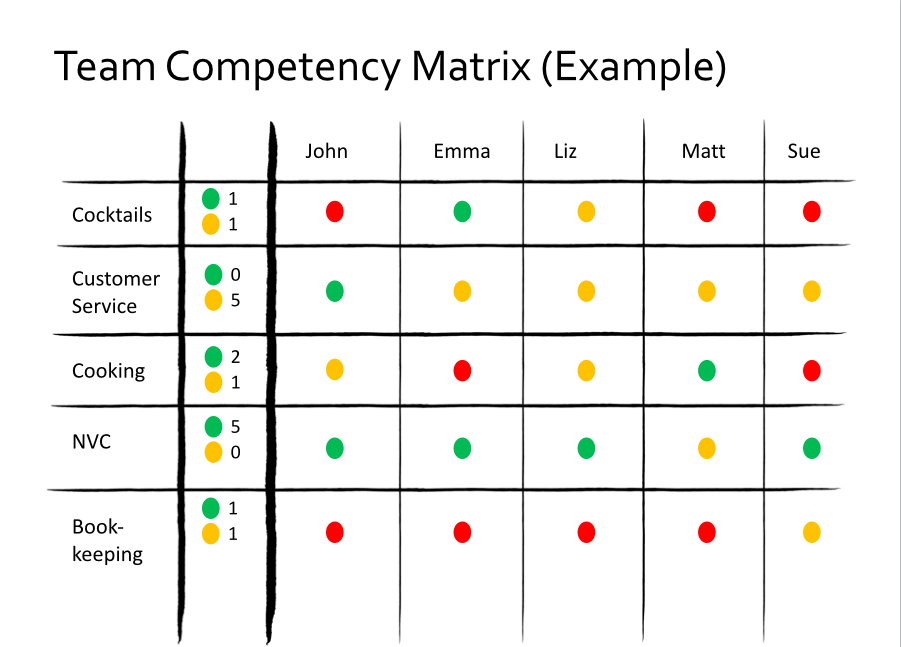 Team Competency Matrix (Example)
John Emma Liz Matt Sue
Cocktails
1
1
Customer
Service
0
5
Cooking
2
1
NVC
5
0
Book-
keeping
1
1